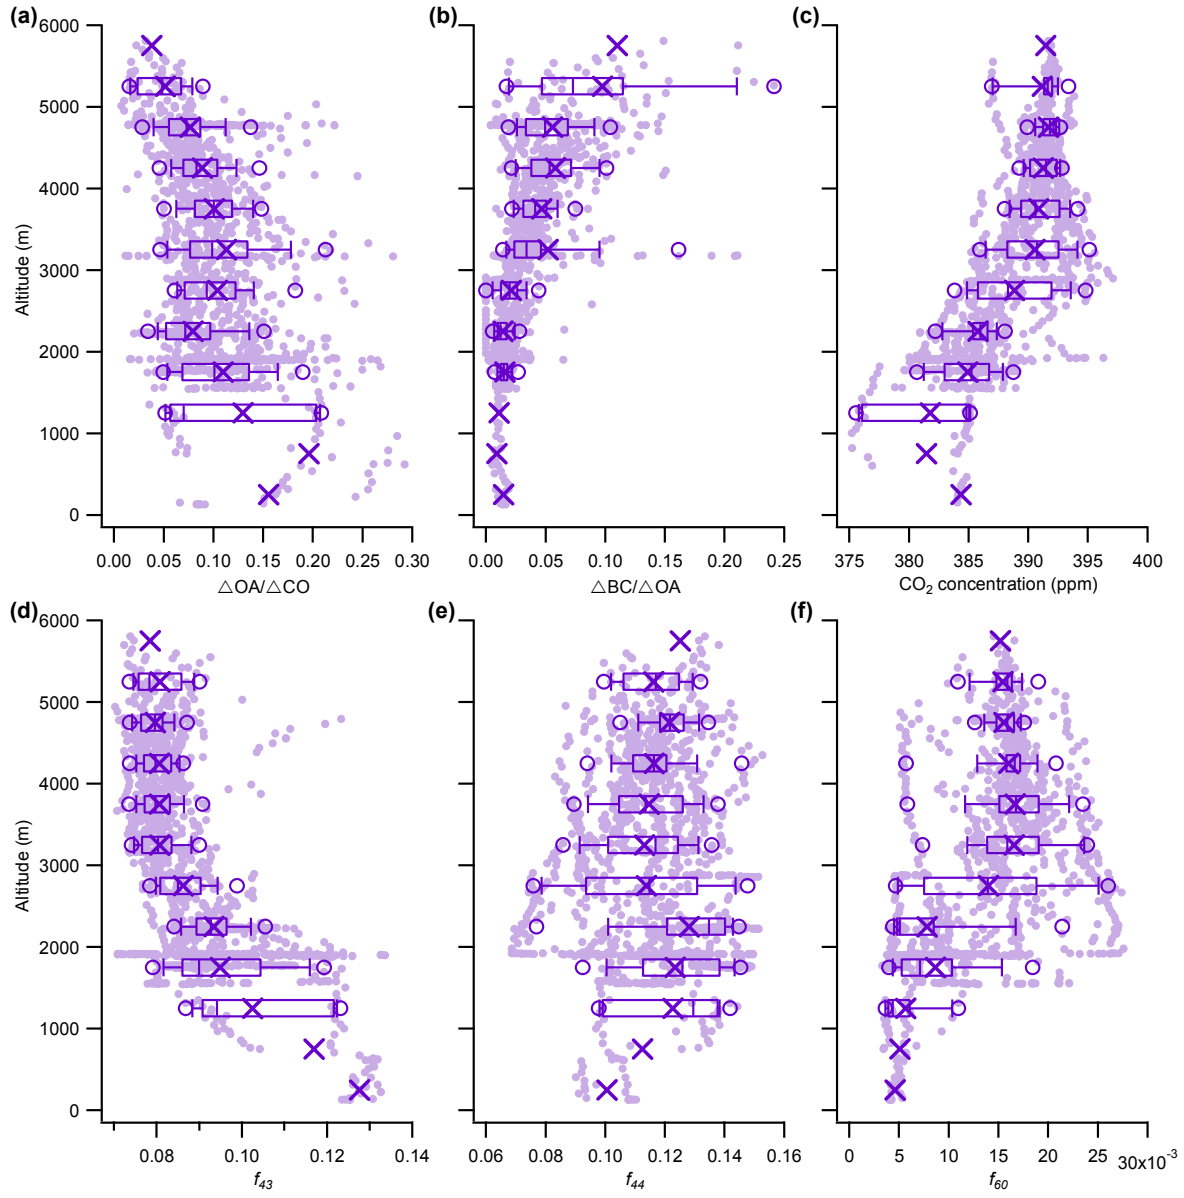 (a)
(b)
(c)
6000
5000
4000
3000
2000
1000
0
Altitude (m)
0.00 0.05 0.10 0.15 0.20 0.25 0.30
△OA/△CO
0.00 0.05 0.10 0.15 0.20 0.25
△BC/△OA
375 380 385 390 395 400
CO₂ concentration (ppm)
(d)
(e)
(f)
6000
5000
4000
3000
2000
1000
0
Altitude (m)
0.08 0.10 0.12 0.14
f₄₃
0.06 0.08 0.10 0.12 0.14 0.16
f₄₄
0 5 10 15 20 25 30x10⁻³
f₆₀